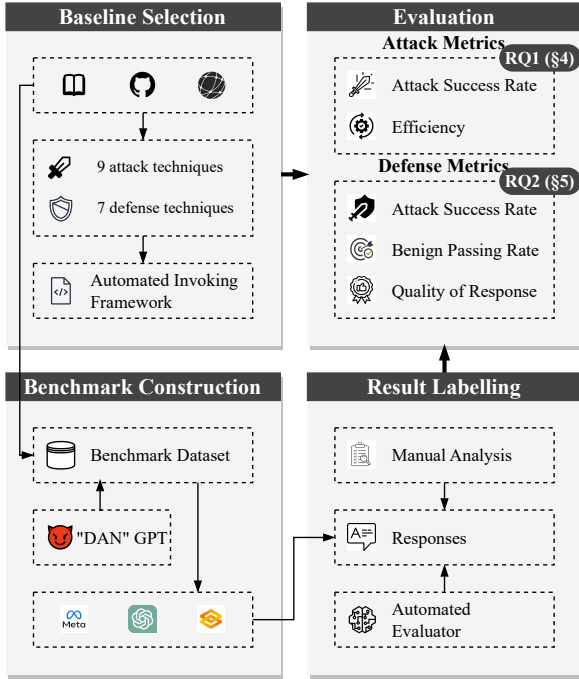 Baseline Selection
9 attack techniques
7 defense techniques
Automated Invoking
Framework
Evaluation
Attack Metrics
RQ1 (§4)
Attack Success Rate
Efficiency
Defense Metrics
RQ2 (§5)
Attack Success Rate
Benign Passing Rate
Quality of Response
Benchmark Construction
Benchmark Dataset
"DAN" GPT
Meta
Result Labelling
Manual Analysis
Responses
Automated
Evaluator